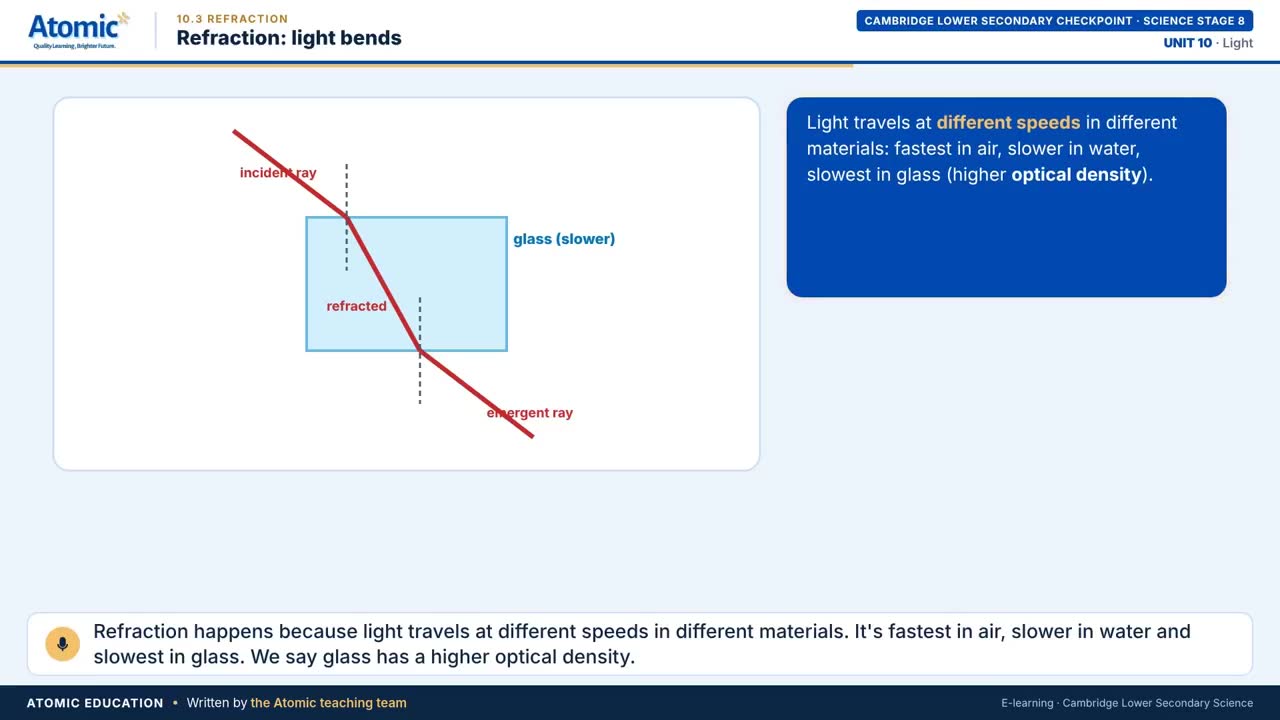 Atomic
Quality Learning, Brighter Future.
10.3 REFRACTION
Refraction: light bends
CAMBRIDGE LOWER SECONDARY CHECKPOINT · SCIENCE STAGE 8
UNIT 10 · Light
incident ray
glass (slower)
refracted
emergent ray
Light travels at different speeds in different
materials: fastest in air, slower in water,
slowest in glass (higher optical density).
Refraction happens because light travels at different speeds in different materials. It's fastest in air, slower in water and
slowest in glass. We say glass has a higher optical density.
ATOMIC EDUCATION • Written by the Atomic teaching team
E-learning · Cambridge Lower Secondary Science